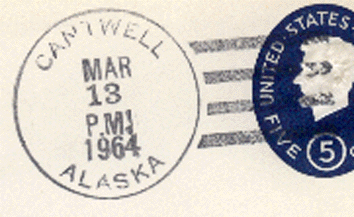 CANTWELL
MAR
13
P.M.
1964
ALASKA
UNITED STATES
FIVE 5